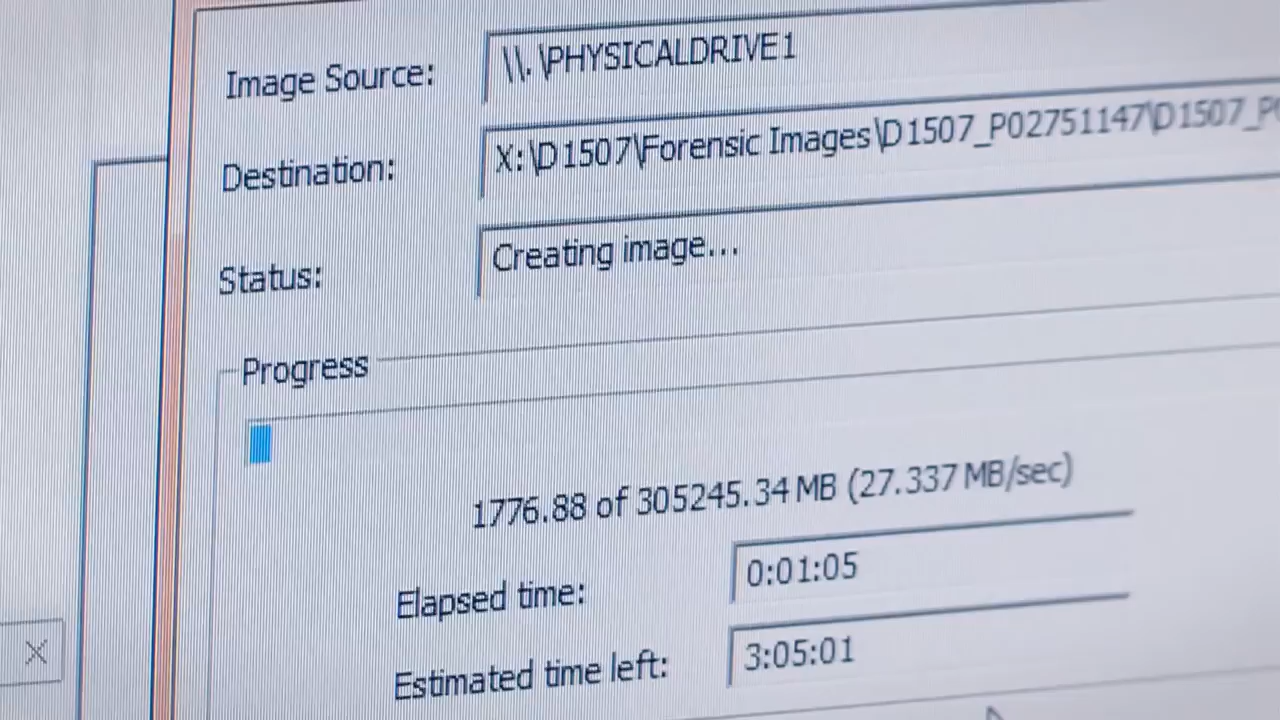 Image Source: \\.\PHYSICALDRIVE1
Destination: X:\D1507\Forensic Images\D1507_P02751147\D1507_P
Status: Creating image...
Progress
1776.88 of 305245.34 MB (27.337 MB/sec)
Elapsed time: 0:01:05
Estimated time left: 3:05:01